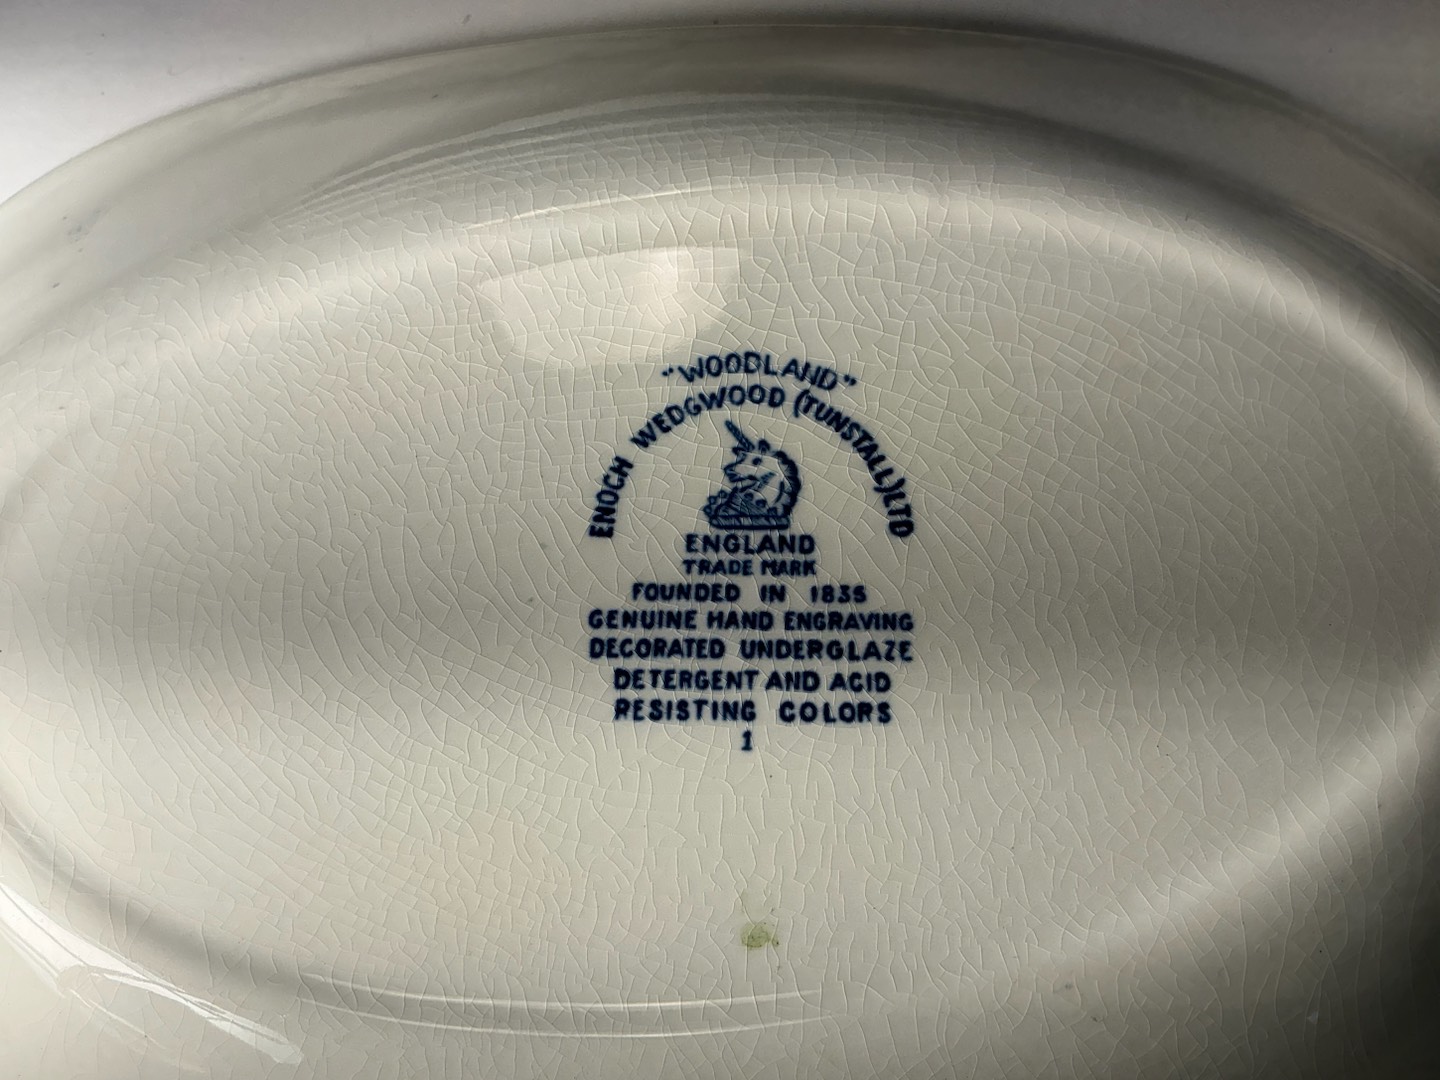 "WOODLAND"
ENOCH WEDGWOOD (TUNSTALL) LTD
ENGLAND
TRADE MARK
FOUNDED IN 1835
GENUINE HAND ENGRAVING
DECORATED UNDERGLAZE
DETERGENT AND ACID
RESISTING COLORS
1